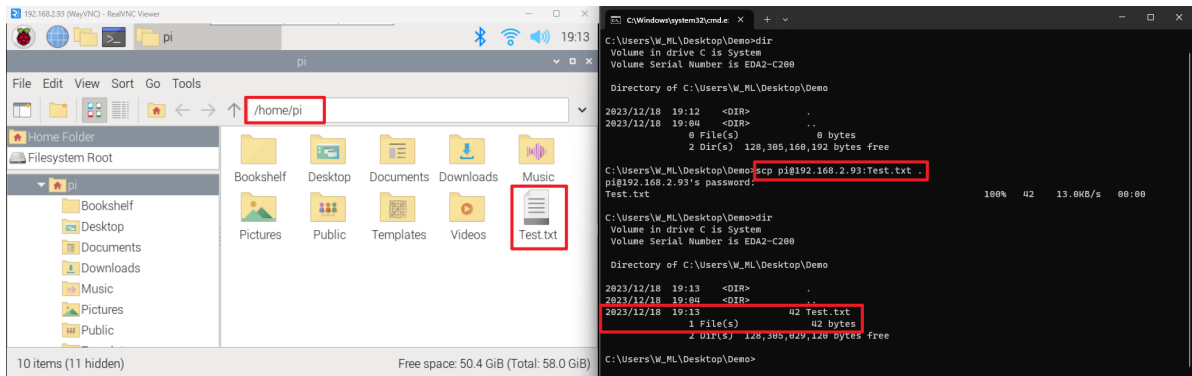 192.168.2.93 (WayVNC) - RealVNC Viewer
pi
19:13
pi
File Edit View Sort Go Tools
/home/pi
Home Folder
Filesystem Root
pi
Bookshelf
Desktop
Documents
Downloads
Music
Pictures
Public
Bookshelf Desktop Documents Downloads Music
Pictures Public Templates Videos Test.txt
10 items (11 hidden)
Free space: 50.4 GiB (Total: 58.0 GiB)
C:\Windows\system32\cmd.e:
C:\Users\W_ML\Desktop\Demo>dir
Volume in drive C is System
Volume Serial Number is EDA2-C200
Directory of C:\Users\W_ML\Desktop\Demo
2023/12/18 19:12 <DIR> .
2023/12/18 19:04 <DIR> ..
0 File(s) 0 bytes
2 Dir(s) 128,305,160,192 bytes free
C:\Users\W_ML\Desktop\Demo>scp pi@192.168.2.93:Test.txt .
pi@192.168.2.93's password:
Test.txt 100% 42 13.0KB/s 00:00
C:\Users\W_ML\Desktop\Demo>dir
Volume in drive C is System
Volume Serial Number is EDA2-C200
Directory of C:\Users\W_ML\Desktop\Demo
2023/12/18 19:13 <DIR> .
2023/12/18 19:04 <DIR> ..
2023/12/18 19:13 42 Test.txt
1 File(s) 42 bytes
2 Dir(s) 128,305,029,120 bytes free
C:\Users\W_ML\Desktop\Demo>